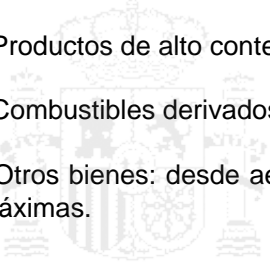 Productos de alto conte
Combustibles derivados
Otros bienes: desde ae
áximas.